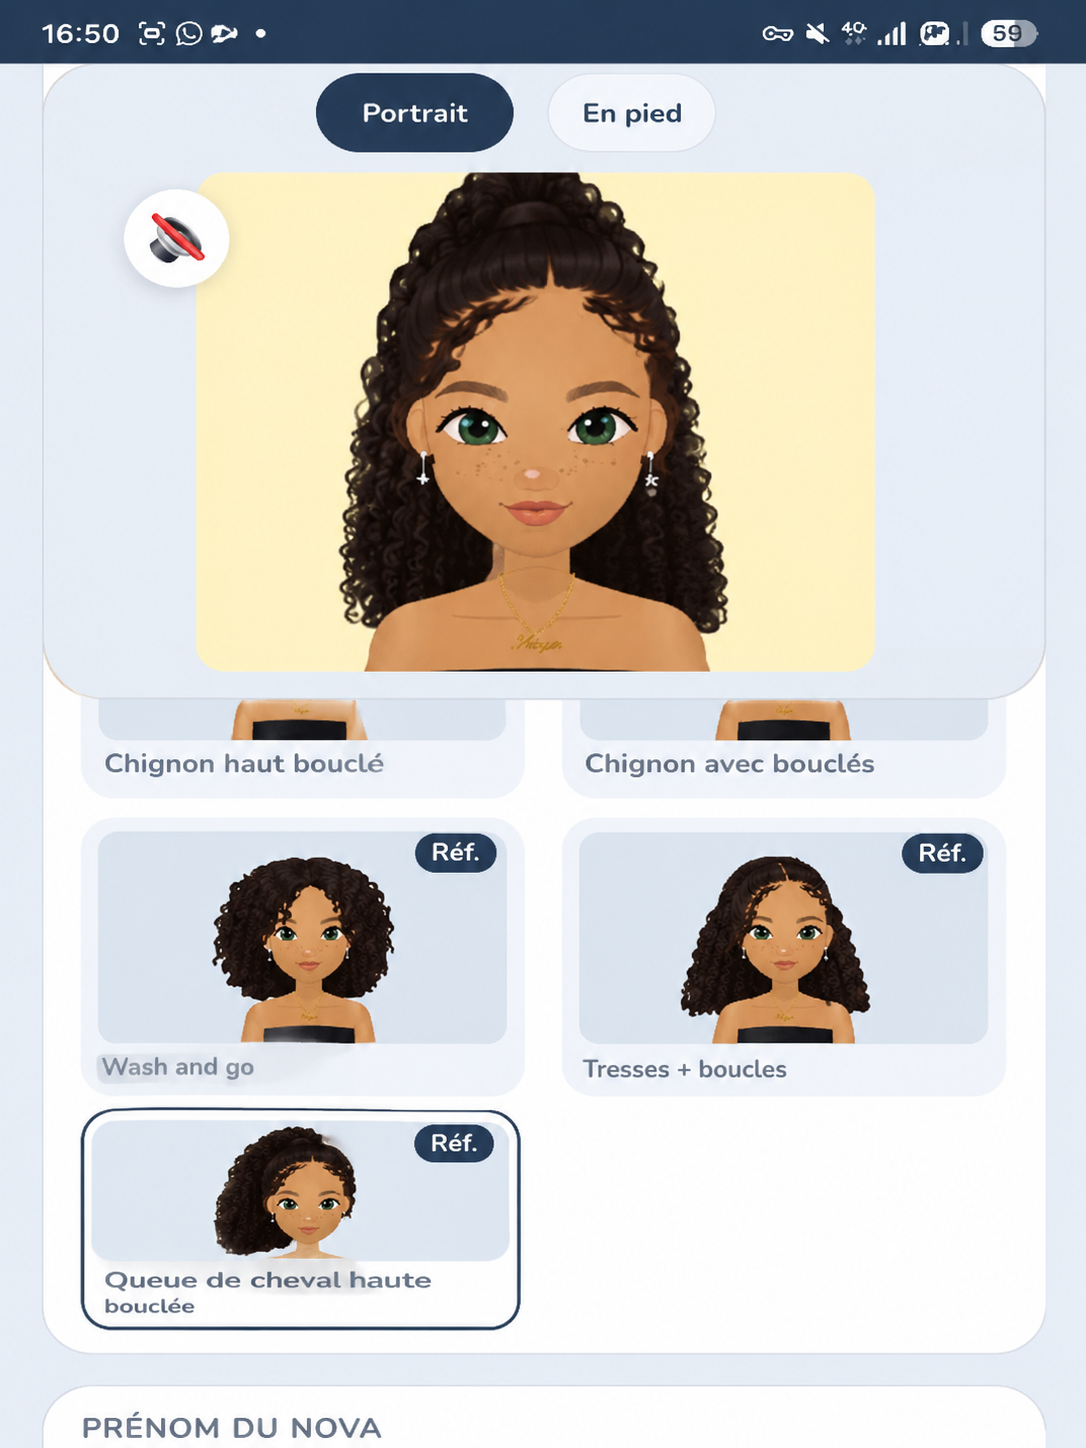 16:50
4G
59
Portrait
En pied
Chignon haut bouclé
Chignon avec bouclés
Réf.
Réf.
Wash and go
Tresses + boucles
Réf.
Queue de cheval haute
bouclée
PRÉNOM DU NOVA